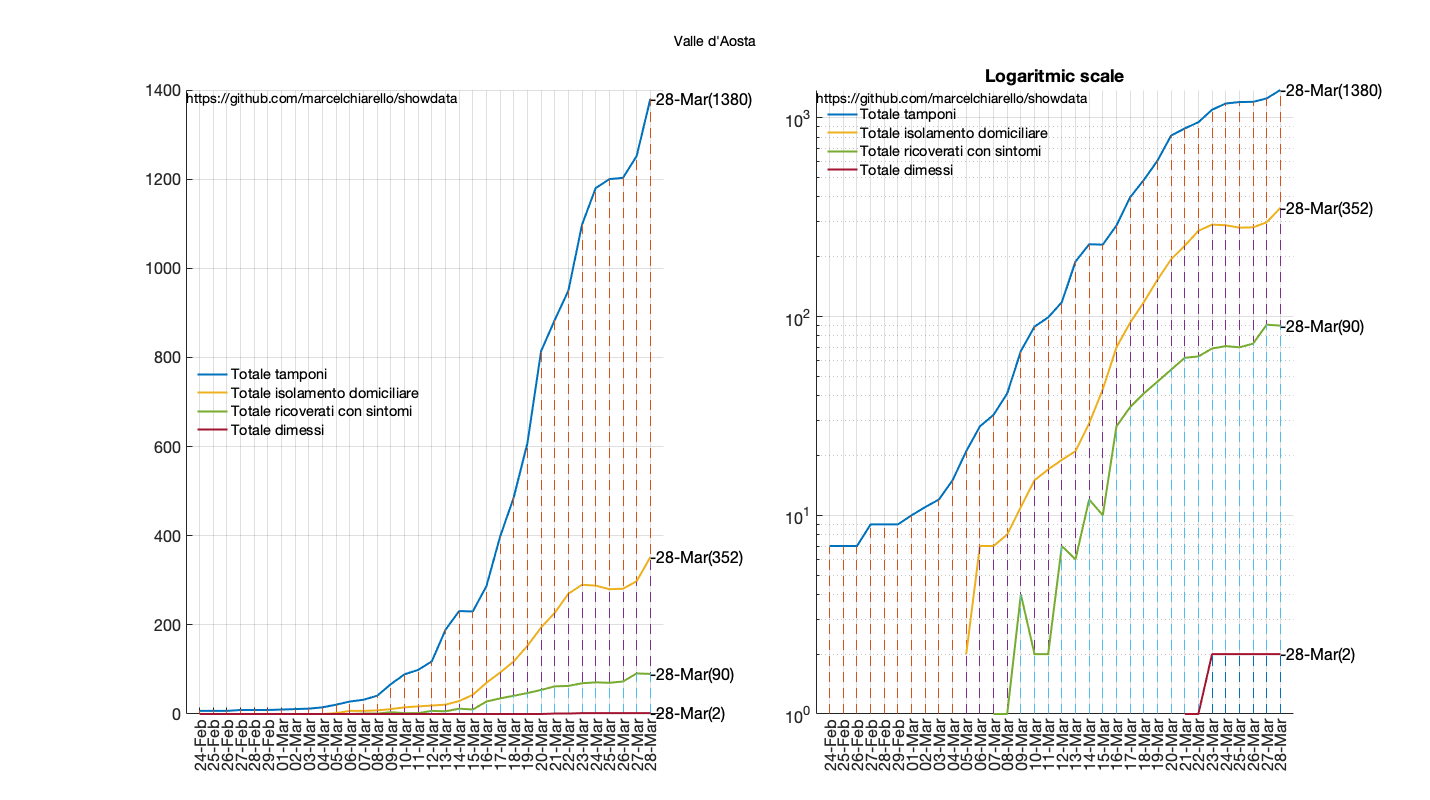 Valle d'Aosta
1400
1200
1000
800
600
400
200
0
https://github.com/marcelchiarello/showdata
Totale tamponi
Totale isolamento domiciliare
Totale ricoverati con sintomi
Totale dimessi
28-Mar(1380)
28-Mar(352)
28-Mar(90)
28-Mar(2)
24-Feb
25-Feb
26-Feb
27-Feb
28-Feb
29-Feb
01-Mar
02-Mar
03-Mar
04-Mar
05-Mar
06-Mar
07-Mar
08-Mar
09-Mar
10-Mar
11-Mar
12-Mar
13-Mar
14-Mar
15-Mar
16-Mar
17-Mar
18-Mar
19-Mar
20-Mar
21-Mar
22-Mar
23-Mar
24-Mar
25-Mar
26-Mar
27-Mar
28-Mar
Logaritmic scale
https://github.com/marcelchiarello/showdata
Totale tamponi
Totale isolamento domiciliare
Totale ricoverati con sintomi
Totale dimessi
10³
10²
10¹
10⁰
28-Mar(1380)
28-Mar(352)
28-Mar(90)
28-Mar(2)
24-Feb
25-Feb
26-Feb
27-Feb
28-Feb
29-Feb
01-Mar
02-Mar
03-Mar
04-Mar
05-Mar
06-Mar
07-Mar
08-Mar
09-Mar
10-Mar
11-Mar
12-Mar
13-Mar
14-Mar
15-Mar
16-Mar
17-Mar
18-Mar
19-Mar
20-Mar
21-Mar
22-Mar
23-Mar
24-Mar
25-Mar
26-Mar
27-Mar
28-Mar